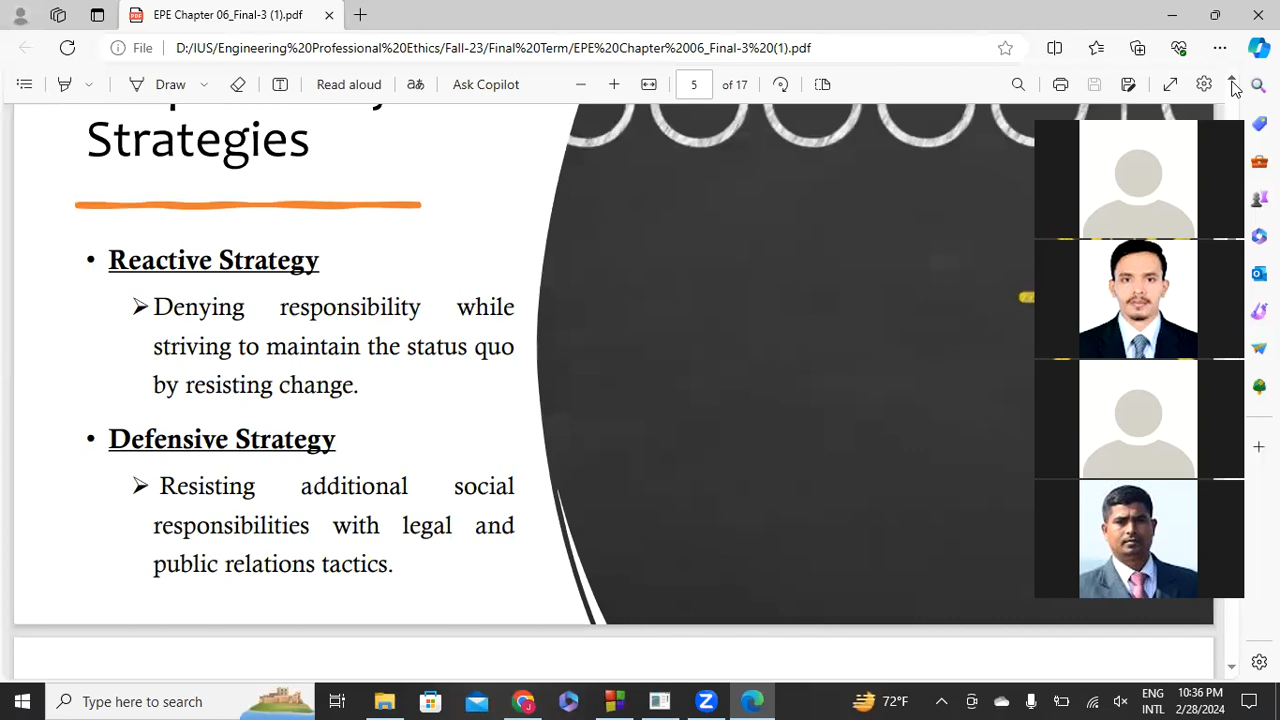 EPE Chapter 06_Final-3 (1).pdf
File
D:/IUS/Engineering%20Professional%20Ethics/Fall-23/Final%20Term/EPE%20Chapter%2006_Final-3%20(1).pdf
Draw
Read aloud
Ask Copilot
5
of 17
Strategies
• Reactive Strategy
Denying responsibility while
striving to maintain the status quo
by resisting change.
• Defensive Strategy
Resisting additional social
responsibilities with legal and
public relations tactics.
Type here to search
72°F
ENG
INTL
10:36 PM
2/28/2024